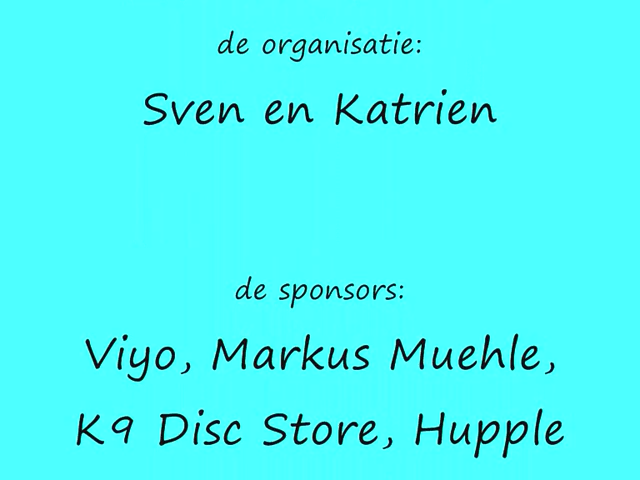 de organisatie:
Sven en Katrien
de sponsors:
Viyo, Markus Muehle,
K9 Disc Store, Hupple